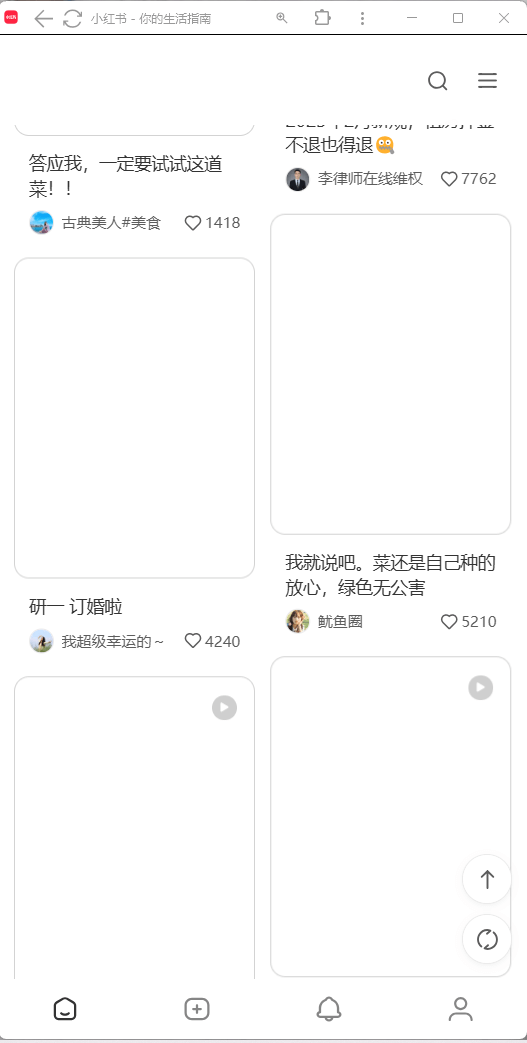 小红书 - 你的生活指南
答应我，一定要试试这道
菜！！
古典美人#美食
1418
不退也得退
李律师在线维权
7762
研一 订婚啦
我超级幸运的～
4240
我就说吧。菜还是自己种的
放心，绿色无公害
鱿鱼圈
5210